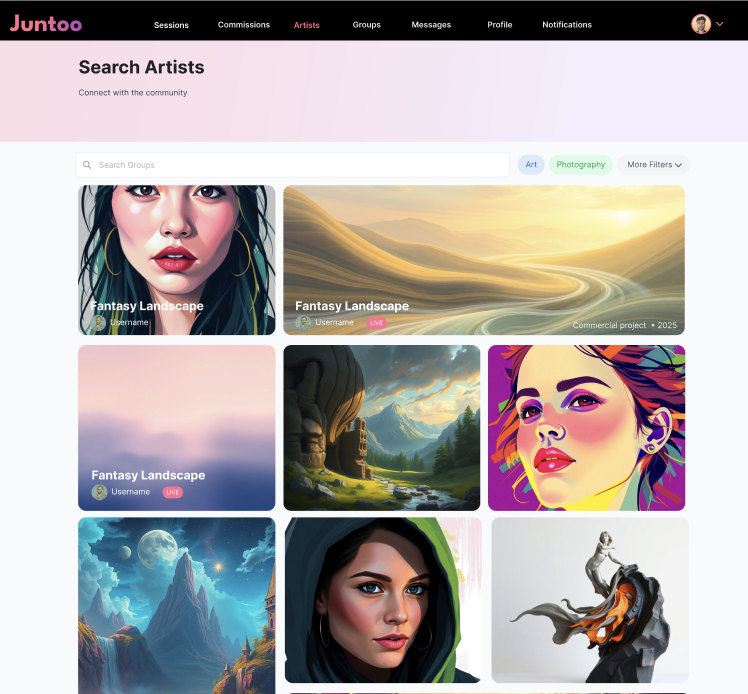 Juntoo
Sessions Commissions Artists Groups Messages Profile Notifications
Search Artists
Connect with the community
Search Groups Art Photography More Filters
Fantasy Landscape
Username
Fantasy Landscape
Username LIVE
Commercial project • 2025
Fantasy Landscape
Username LIVE